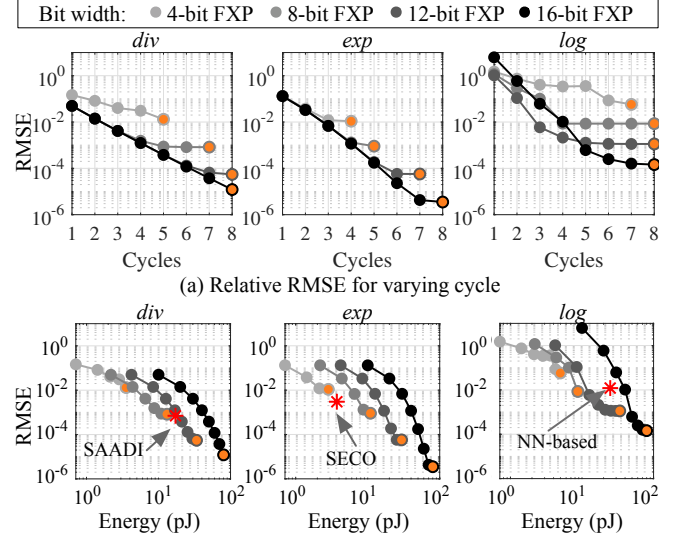 Bit width: 4-bit FXP 8-bit FXP 12-bit FXP 16-bit FXP
div exp log
RMSE
10^0
10^-2
10^-4
10^-6
1 2 3 4 5 6 7 8 1 2 3 4 5 6 7 8 1 2 3 4 5 6 7 8
Cycles Cycles Cycles
(a) Relative RMSE for varying cycle
div exp log
RMSE
10^0
10^-2
10^-4
10^-6
SAADI SECO NN-based
10^0 10^1 10^2 10^0 10^1 10^2 10^0 10^1 10^2
Energy (pJ) Energy (pJ) Energy (pJ)